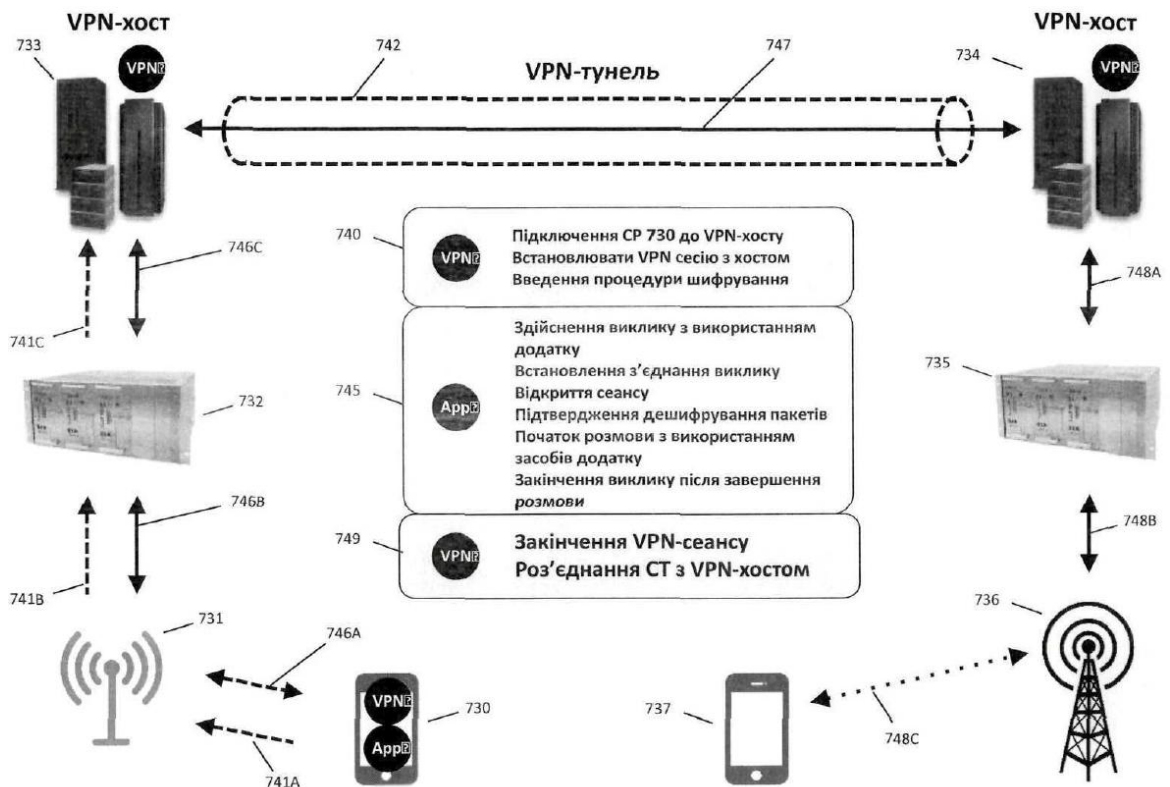 VPN-хост
VPN-хост
733
742
747
734
VPN
VPN-тунель
VPN
740
VPN
Підключення СР 730 до VPN-хосту
Встановлювати VPN сесію з хостом
Введення процедури шифрування
746C
748A
741C
745
App
Здійснення виклику з використанням
додатку
Встановлення з’єднання виклику
Відкриття сеансу
Підтвердження дешифрування пакетів
Початок розмови з використанням
засобів додатку
Закінчення виклику після завершення
розмови
732
735
746B
748B
749
VPN
Закінчення VPN-сеансу
Роз’єднання СТ з VPN-хостом
741B
731
746A
736
VPN
App
730
737
748C
741A